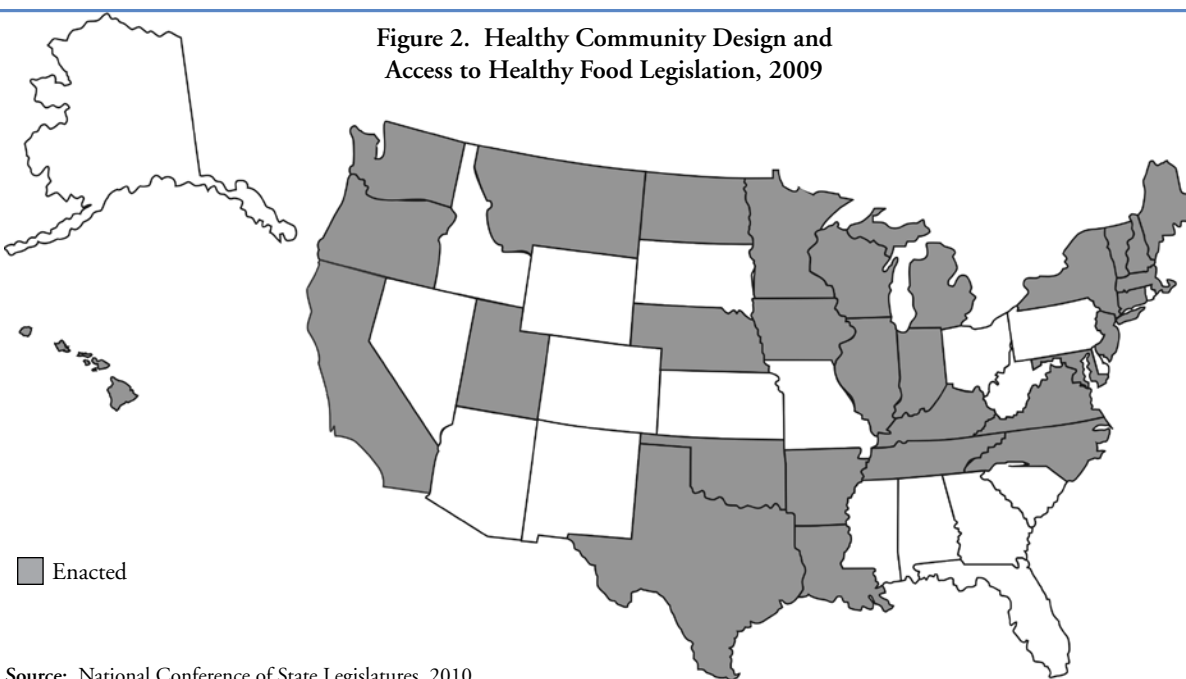 Figure 2. Healthy Community Design and
Access to Healthy Food Legislation, 2009
Enacted
Source: National Conference of State Legislatures, 2010